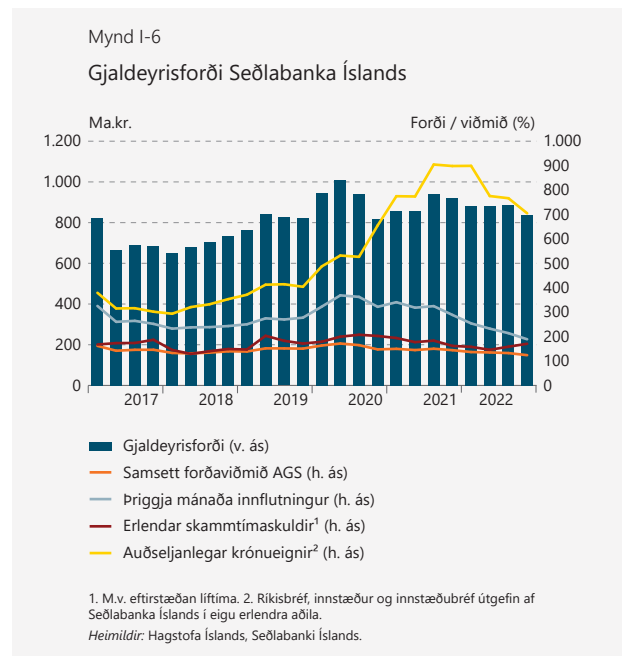 Mynd I-6
Gjaldeyrisforði Seðlabanka Íslands
Ma.kr. Forði / viðmið (%)
1.200 1.000
900
1.000 800
800 700
600
600 500
400 400
300
200 200
100
0 0
2017 2018 2019 2020 2021 2022
Gjaldeyrisforði (v. ás)
Samsett forðaviðmið AGS (h. ás)
Þriggja mánaða innflutningur (h. ás)
Erlendar skammtímaskuldir¹ (h. ás)
Auðseljanlegar krónueignir² (h. ás)
1. M.v. eftirstæðan líftíma. 2. Ríkisbréf, innstæður og innstæðubréf útgefin af
Seðlabanka Íslands í eigu erlendra aðila.
Heimildir: Hagstofa Íslands, Seðlabanki Íslands.